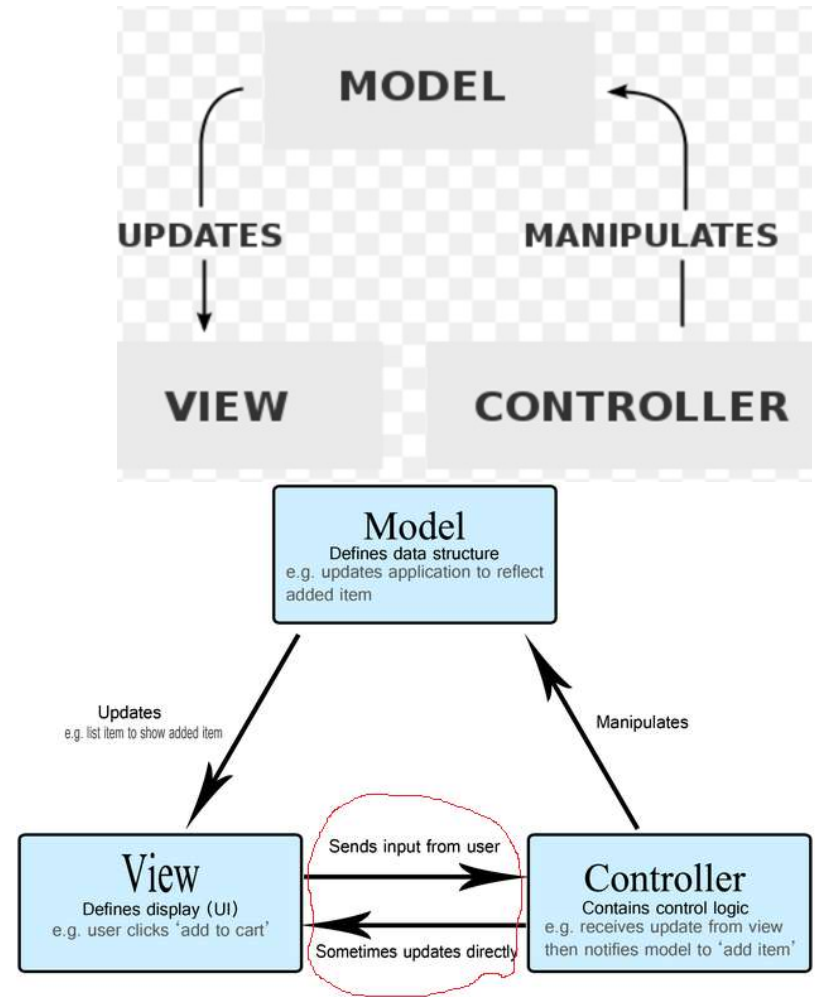 MODEL
UPDATES
MANIPULATES
VIEW
CONTROLLER
Model
Defines data structure
e.g. updates application to reflect
added item
Updates
e.g. list item to show added item
Manipulates
Sends input from user
View
Defines display (UI)
e.g. user clicks ‘add to cart’
Controller
Contains control logic
e.g. receives update from view
then notifies model to ‘add item’
Sometimes updates directly